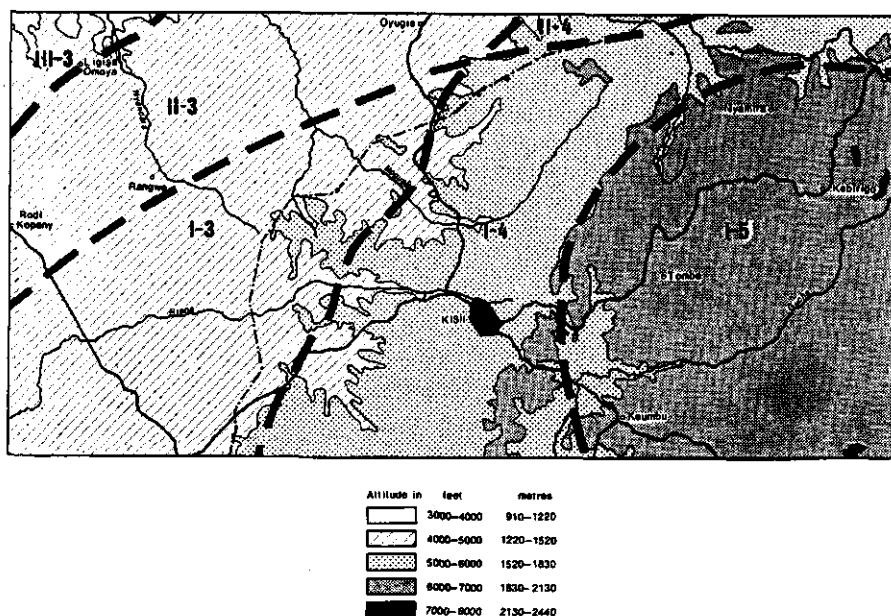 Oyugis
II-4
III-3
Ligisa
Omoya
II-3
Nyamira
Rangwe
I
Kebirigo
Rodi
Kopany
I-3
I-4
I-5
Tombe
KISII
Keumbu
Altitude in feet metres
3000–4000 910–1220
4000–5000 1220–1520
5000–6000 1520–1830
6000–7000 1830–2130
7000–8000 2130–2440